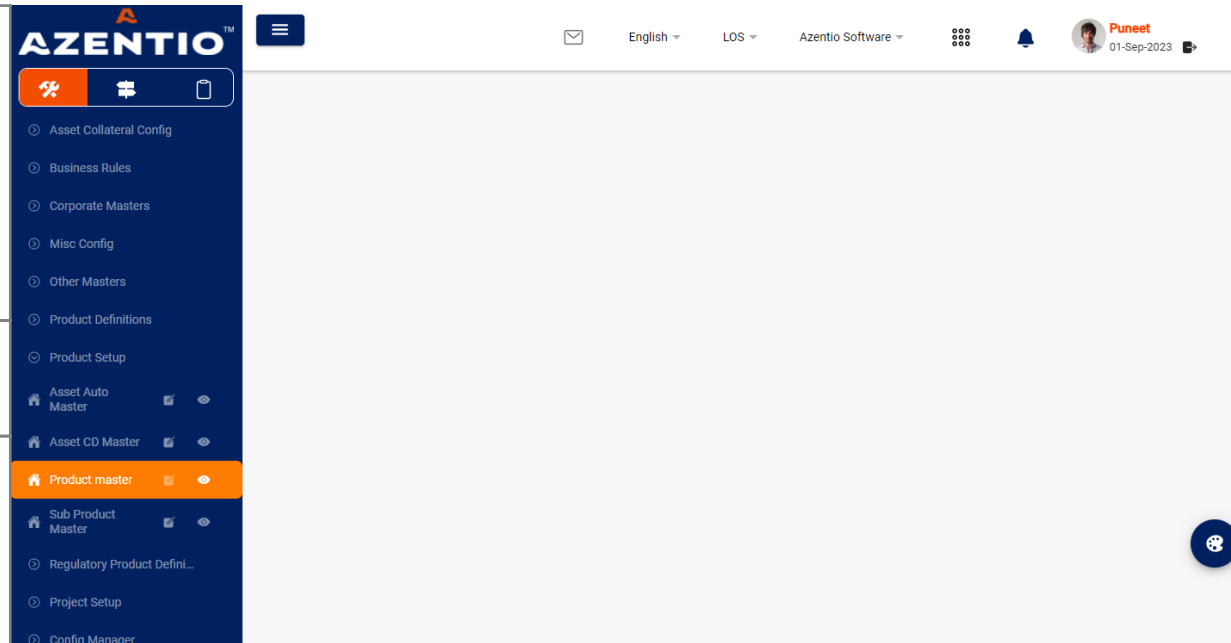 AZENTIO™
English
LOS
Azentio Software
Puneet
01-Sep-2023
Asset Collateral Config
Business Rules
Corporate Masters
Misc Config
Other Masters
Product Definitions
Product Setup
Asset Auto
Master
Asset CD Master
Product master
Sub Product
Master
Regulatory Product Defini...
Project Setup
Config Manager